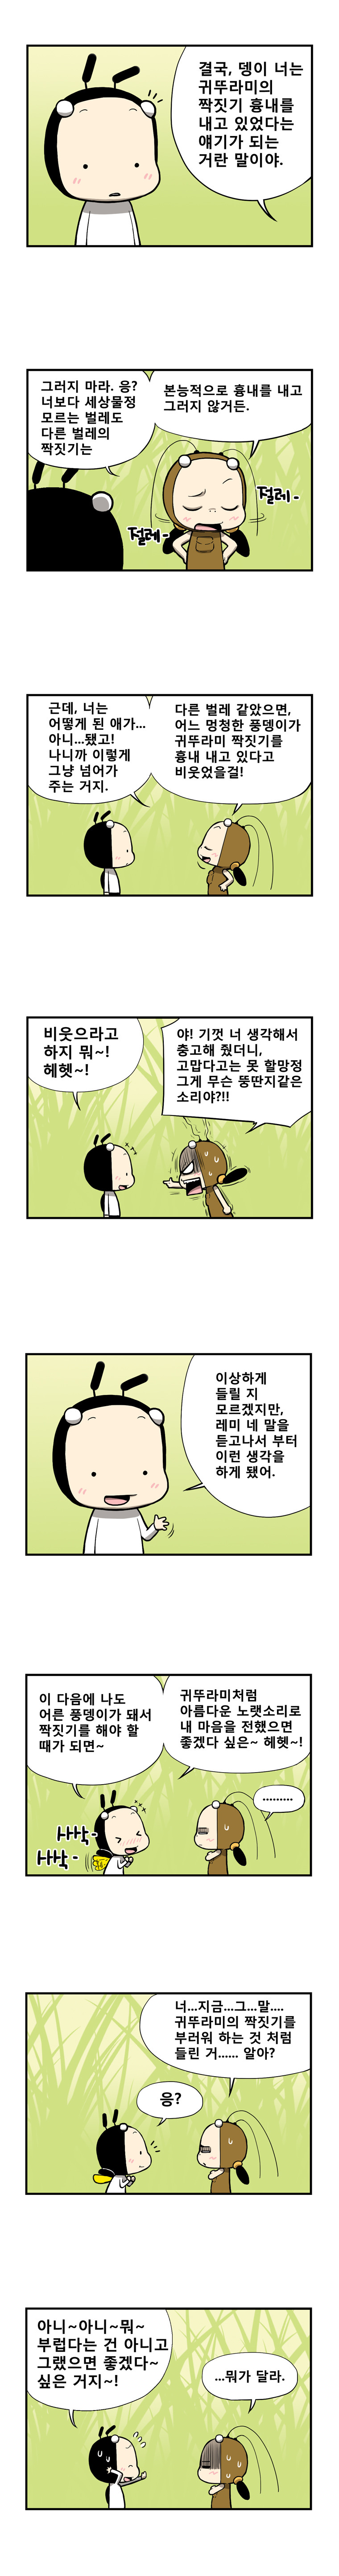 결국, 뎅이 너는
귀뚜라미의
짝짓기 흉내를
내고 있었다는
얘기가 되는
거란 말이야.
그러지 마라. 응?
너보다 세상물정
모르는 벌레도
다른 벌레의
짝짓기는
본능적으로 흉내를 내고
그러지 않거든.
절레-
절레-
근데, 너는
어떻게 된 애가...
아니...됐고!
나니까 이렇게
그냥 넘어가
주는 거지.
다른 벌레 같았으면,
어느 멍청한 풍뎅이가
귀뚜라미 짝짓기를
흉내 내고 있다고
비웃었을걸!
비웃으라고
하지 뭐~!
헤헷~!
야! 기껏 너 생각해서
충고해 줬더니,
고맙다고는 못 할망정
그게 무슨 뚱딴지같은
소리야?!!
이상하게
들릴 지
모르겠지만,
레미 네 말을
듣고나서 부터
이런 생각을
하게 됐어.
이 다음에 나도
어른 풍뎅이가 돼서
짝짓기를 해야 할
때가 되면~
귀뚜라미처럼
아름다운 노랫소리로
내 마음을 전했으면
좋겠다 싶은~ 헤헷~!
.........
샤샥-
샤샥-
너...지금...그...말....
귀뚜라미의 짝짓기를
부러워 하는 것 처럼
들린 거...... 알아?
응?
아니~아니~뭐~
부럽다는 건 아니고
그랬으면 좋겠다~
싶은 거지~!
...뭐가 달라.